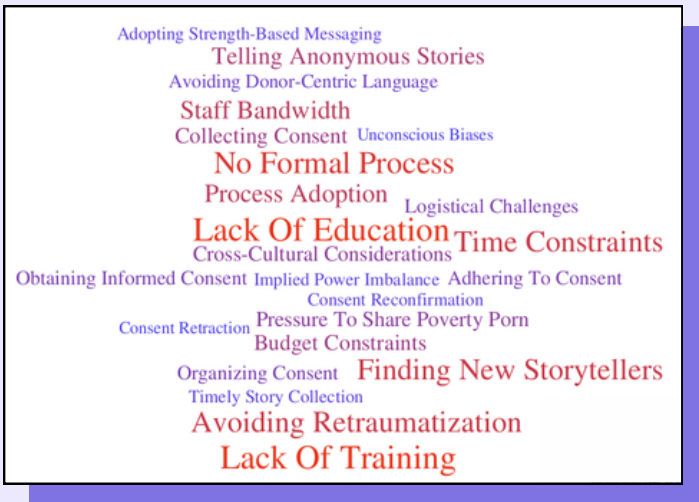 Adopting Strength-Based Messaging
Telling Anonymous Stories
Avoiding Donor-Centric Language
Staff Bandwidth
Collecting Consent
Unconscious Biases
No Formal Process
Process Adoption
Logistical Challenges
Lack Of Education
Time Constraints
Cross-Cultural Considerations
Obtaining Informed Consent
Implied Power Imbalance
Adhering To Consent
Consent Reconfirmation
Consent Retraction
Pressure To Share Poverty Porn
Budget Constraints
Organizing Consent
Finding New Storytellers
Timely Story Collection
Avoiding Retraumatization
Lack Of Training